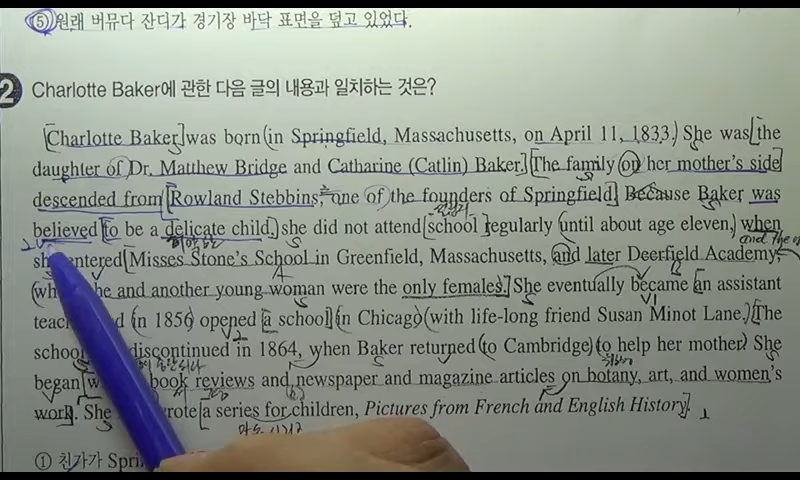 ⑤ 원래 버뮤다 잔디가 경기장 바닥 표면을 덮고 있었다.
2 Charlotte Baker에 관한 다음 글의 내용과 일치하는 것은?
Charlotte Baker was born in Springfield, Massachusetts, on April 11, 1833. She was the
daughter of Dr. Matthew Bridge and Catharine (Catlin) Baker. The family on her mother's side
descended from Rowland Stebbins, one of the founders of Springfield. Because Baker was
believed to be a delicate child, she did not attend school regularly until about age eleven, when
she entered Misses Stone's School in Greenfield, Massachusetts, and later Deerfield Academy,
she and another young woman were the only females. She eventually became an assistant
in 1856 opened a school in Chicago with life-long friend Susan Minot Lane. The
school discontinued in 1864, when Baker returned to Cambridge to help her mother. She
began book reviews and newspaper and magazine articles on botany, art, and women's
work. She a series for children, Pictures from French and English History.
① 친가가